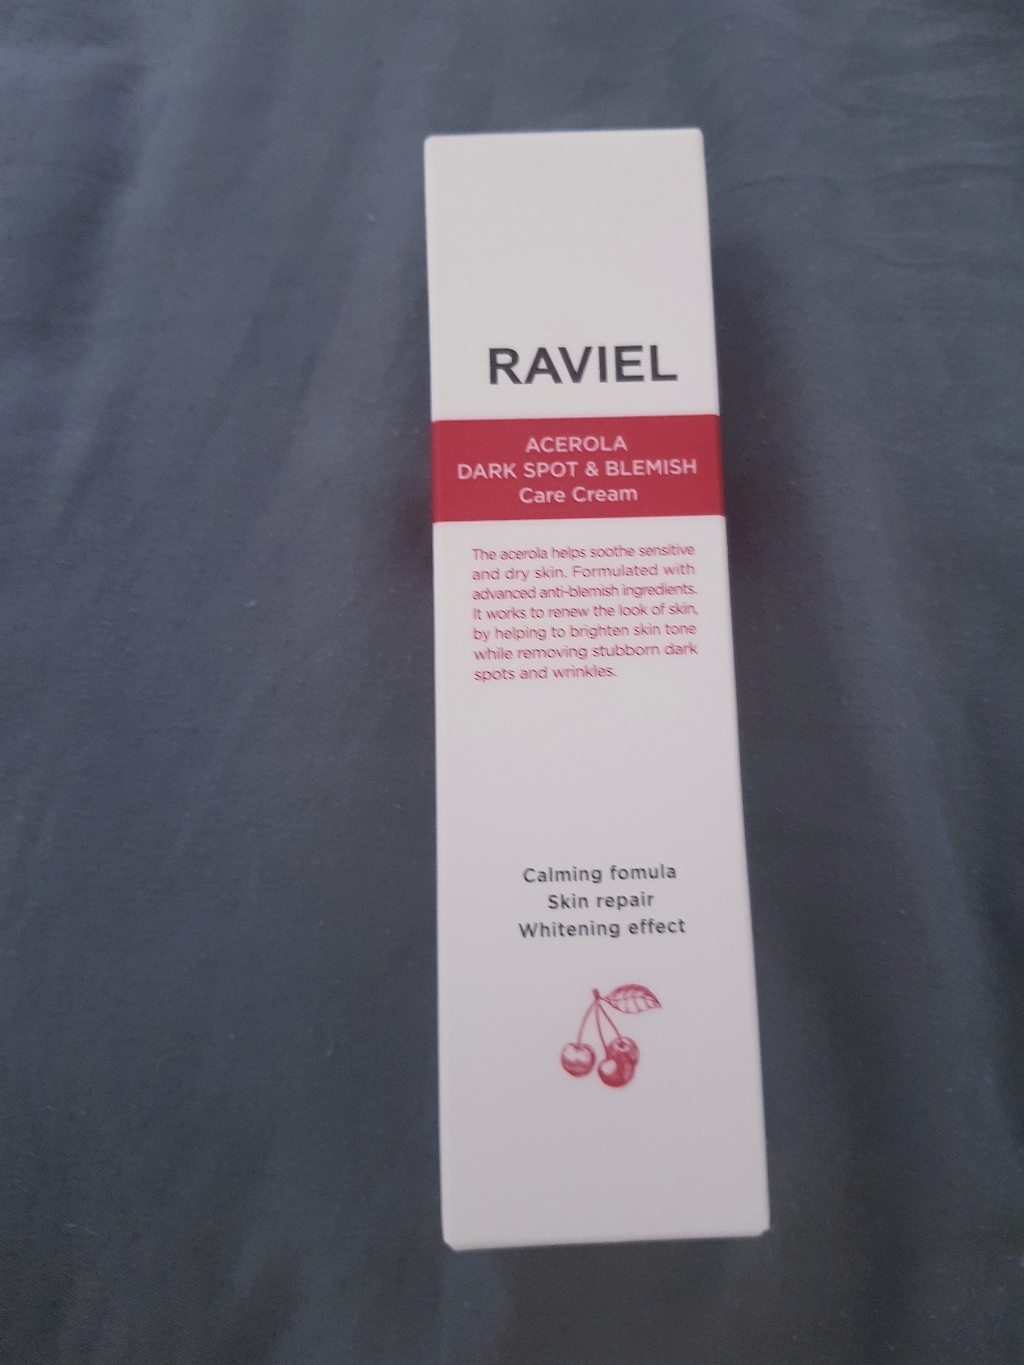 RAVIEL
ACEROLA
DARK SPOT & BLEMISH
Care Cream
The acerola helps soothe sensitive
and dry skin. Formulated with
advanced anti-blemish ingredients.
It works to renew the look of skin,
by helping to brighten skin tone
while removing stubborn dark
spots and wrinkles.
Calming fomula
Skin repair
Whitening effect